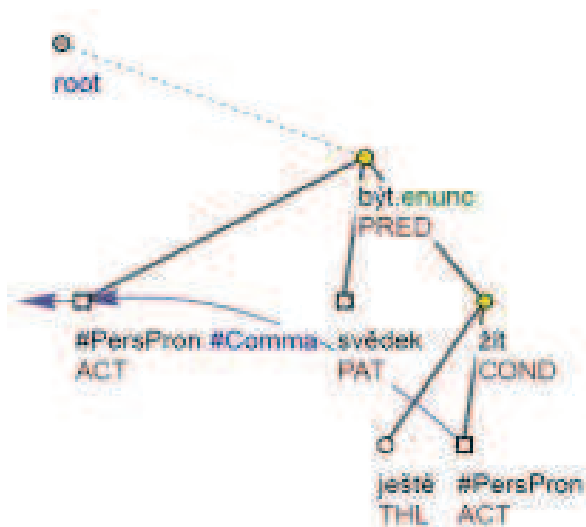 root
být.enunc
PRED
#PersPron #Comma svědek žít
ACT PAT COND
ještě #PersPron
THL ACT